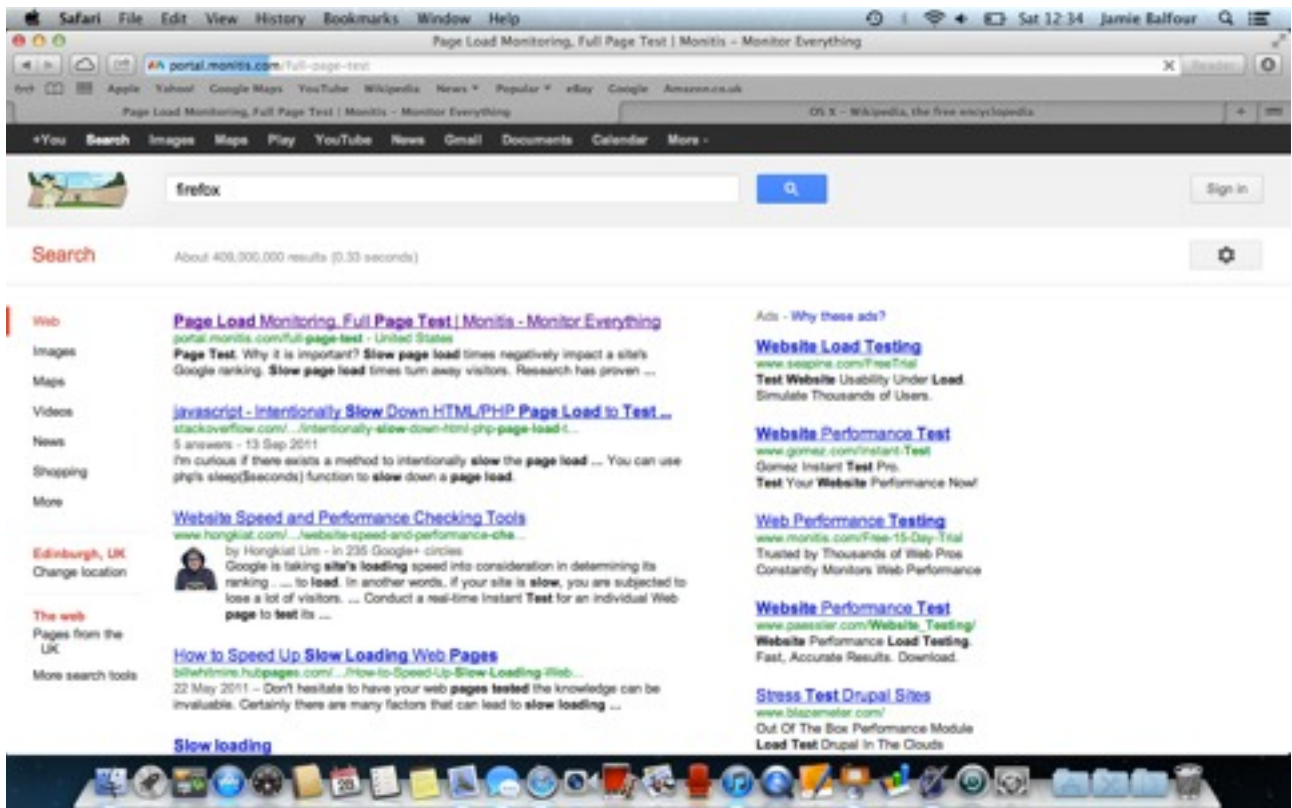 Safari File Edit View History Bookmarks Window Help Sat 12:34 Jamie Balfour
Page Load Monitoring, Full Page Test | Monitis – Monitor Everything
portal.monitis.com/full-page-test Reader
Apple Yahoo! Google Maps YouTube Wikipedia News Popular eBay Google Amazon.co.uk
Page Load Monitoring, Full Page Test | Monitis – Monitor Everything
OS X – Wikipedia, the free encyclopedia
+You Search Images Maps Play YouTube News Gmail Documents Calendar More
firefox
Sign in
Search
About 409,000,000 results (0.33 seconds)
Web
Images
Maps
Videos
News
Shopping
More
Edinburgh, UK
Change location
The web
Pages from the
UK
More search tools
Page Load Monitoring, Full Page Test | Monitis - Monitor Everything
portal.monitis.com/full-page-test - United States
Page Test. Why it is important? Slow page load times negatively impact a site's
Google ranking. Slow page load times turn away visitors. Research has proven ...
javascript - Intentionally Slow Down HTML/PHP Page Load to Test ...
stackoverflow.com/.../intentionally-slow-down-html-php-page-load-t...
5 answers - 13 Sep 2011
I'm curious if there exists a method to intentionally slow the page load ... You can use
php's sleep($seconds) function to slow down a page load.
Website Speed and Performance Checking Tools
www.hongkiat.com/.../website-speed-and-performance-che...
by Hongkiat Lim - in 235 Google+ circles
Google is taking site's loading speed into consideration in determining its
ranking . ... to load. In another words, if your site is slow, you are subjected to
lose a lot of visitors. ... Conduct a real-time Instant Test for an individual Web
page to test its ...
How to Speed Up Slow Loading Web Pages
billwhitmire.hubpages.com/.../How-to-Speed-Up-Slow-Loading-Web...
22 May 2011 – Don't hesitate to have your web pages tested the knowledge can be
invaluable. Certainly there are many factors that can lead to slow loading ...
Slow loading
Ads - Why these ads?
Website Load Testing
www.seapine.com/FreeTrial
Test Website Usability Under Load.
Simulate Thousands of Users.
Website Performance Test
www.gomez.com/Instant-Test
Gomez Instant Test Pro.
Test Your Website Performance Now!
Web Performance Testing
www.monitis.com/Free-15-Day-Trial
Trusted by Thousands of Web Pros
Constantly Monitors Web Performance
Website Performance Test
www.paessler.com/Website_Testing/
Website Performance Load Testing.
Fast, Accurate Results. Download.
Stress Test Drupal Sites
www.blazemeter.com/
Out Of The Box Performance Module
Load Test Drupal In The Clouds